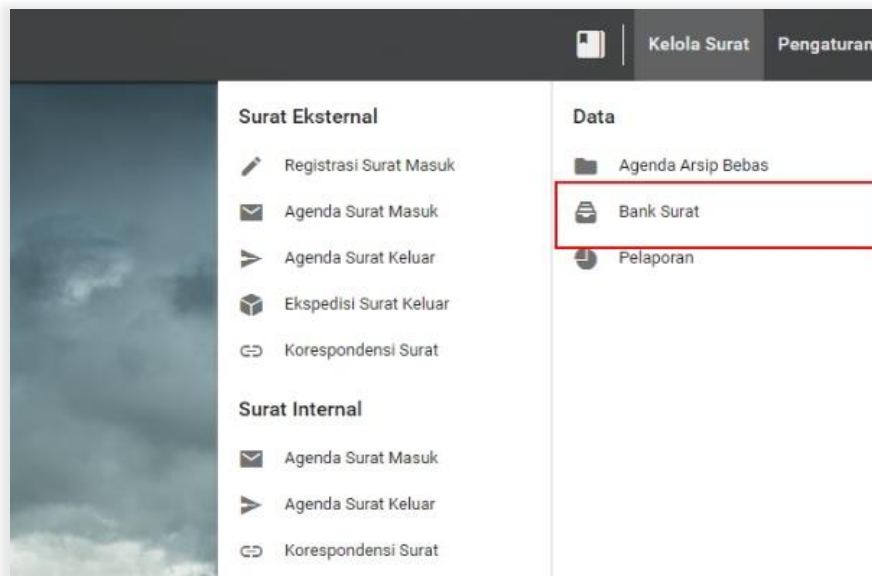 Kelola Surat
Pengaturan
Surat Eksternal
Registrasi Surat Masuk
Agenda Surat Masuk
Agenda Surat Keluar
Ekspedisi Surat Keluar
Korespondensi Surat
Surat Internal
Agenda Surat Masuk
Agenda Surat Keluar
Korespondensi Surat
Data
Agenda Arsip Bebas
Bank Surat
Pelaporan